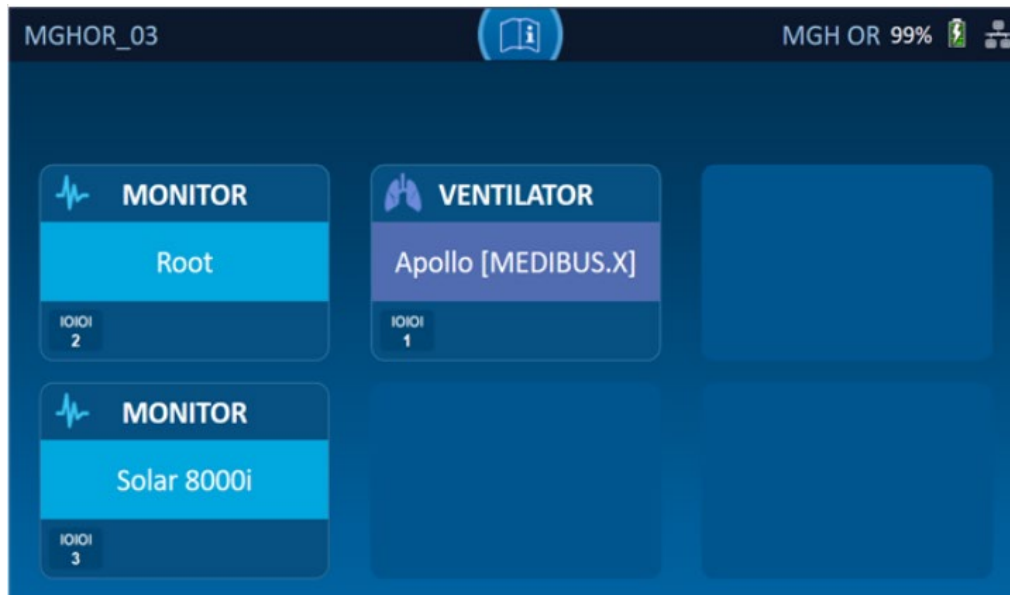 MGHOR_03
MGH OR 99%
MONITOR
Root
IOIOI
2
VENTILATOR
Apollo [MEDIBUS.X]
IOIOI
1
MONITOR
Solar 8000i
IOIOI
3